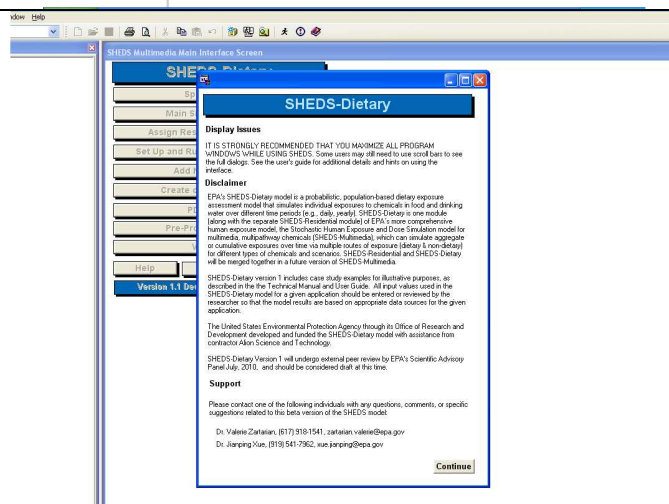 ndow Help
SHEDS Multimedia Main Interface Screen
SHEDS-Dietary
Sp
Main S
Assign Res
Set Up and Ru
Add
Create o
Pre-Pro
Help
Version 1.1 De
SHEDS-Dietary
Display Issues
IT IS STRONGLY RECOMMENDED THAT YOU MAXIMIZE ALL PROGRAM
WINDOWS WHILE USING SHEDS. Some users may still need to use scroll bars to see
the full dialogs. See the user's guide for additional details and hints on using the
interface.
Disclaimer
EPA's SHEDS-Dietary model is a probabilistic, population-based dietary exposure
assessment model that simulates individual exposures to chemicals in food and drinking
water over different time periods (e.g., daily, yearly). SHEDS-Dietary is one module
(along with the separate SHEDS-Residential module) of EPA's more comprehensive
human exposure model, the Stochastic Human Exposure and Dose Simulation model for
multimedia, multipathway chemicals (SHEDS-Multimedia), which can simulate aggregate
or cumulative exposures over time via multiple routes of exposure (dietary & non-dietary)
for different types of chemicals and scenarios. SHEDS-Residential and SHEDS-Dietary
will be merged together in a future version of SHEDS-Multimedia.
SHEDS-Dietary version 1 includes case study examples for illustrative purposes, as
described in the the Technical Manual and User Guide. All input values used in the
SHEDS-Dietary model for a given application should be entered or reviewed by the
researcher so that the model results are based on appropriate data sources for the given
application.
The United States Environmental Protection Agency through its Office of Research and
Development developed and funded the SHEDS-Dietary model with assistance from
contractor Alion Science and Technology.
SHEDS-Dietary Version 1 will undergo external peer review by EPA's Scientific Advisory
Panel July, 2010, and should be considered draft at this time.
Support
Please contact one of the following individuals with any questions, comments, or specific
suggestions related to this beta version of the SHEDS model:
Dr. Valerie Zartarian, (617) 918-1541, zartarian.valerie@epa.gov
Dr. Jianping Xue, (919) 541-7962, xue.jianping@epa.gov
Continue